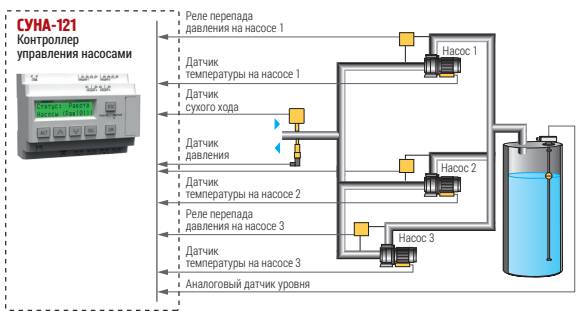 СУНА-121
Контроллер
управления насосами
Статус: Работа
Реле перепада
давления на насосе 1
Датчик
температуры на насосе 1
Датчик
сухого хода
Датчик
давления
Датчик
температуры на насосе 2
Реле перепада
давления на насосе 3
Датчик
температуры на насосе 3
Аналоговый датчик уровня
Насос 1
Насос 2
Насос 3